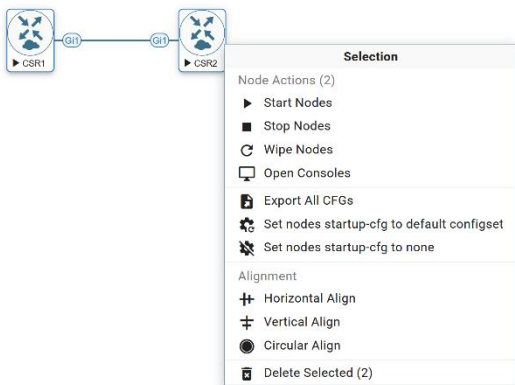 Gi1
Gi1
CSR1
CSR2
Selection
Node Actions (2)
Start Nodes
Stop Nodes
Wipe Nodes
Open Consoles
Export All CFGs
Set nodes startup-cfg to default configset
Set nodes startup-cfg to none
Alignment
Horizontal Align
Vertical Align
Circular Align
Delete Selected (2)